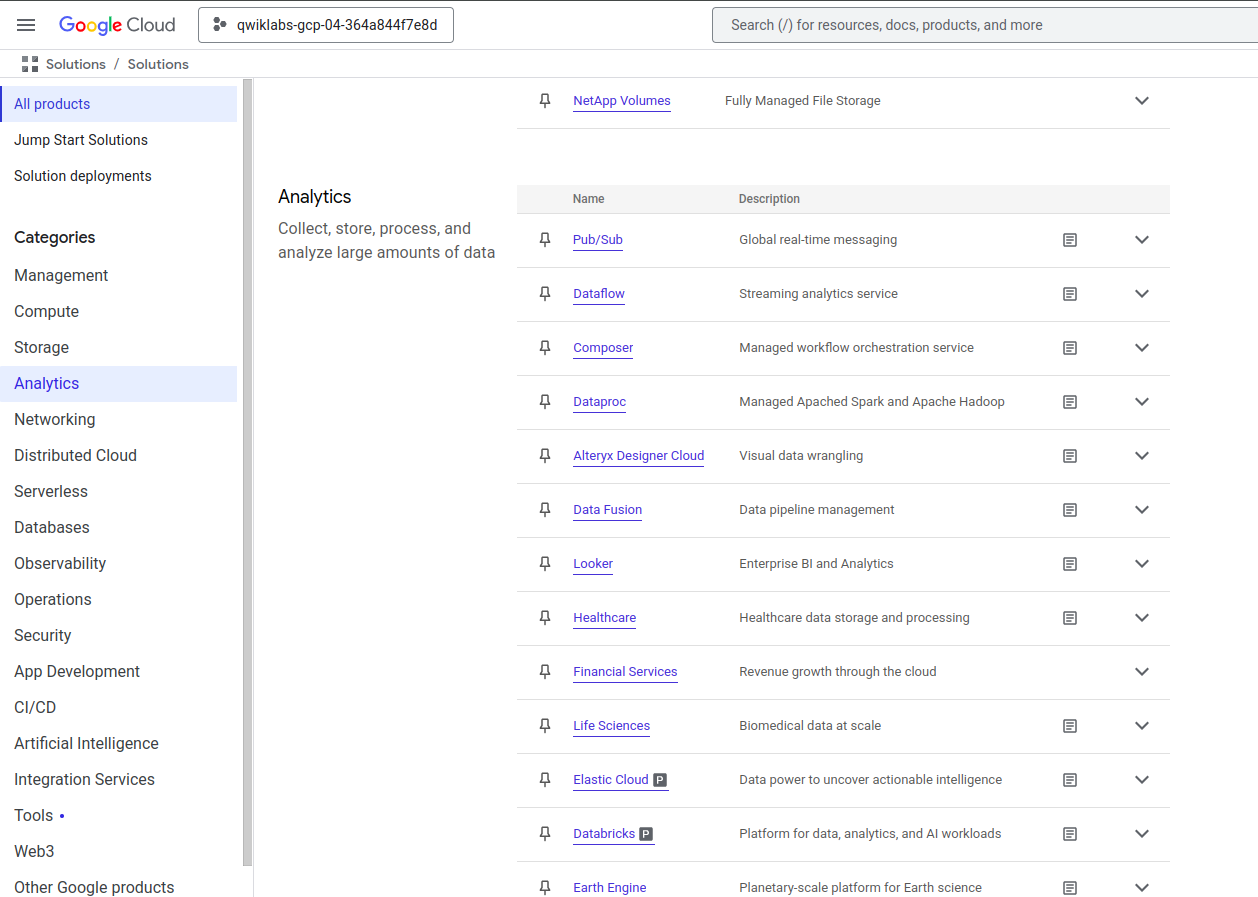 Google Cloud
qwiklabs-gcp-04-364a844f7e8d
Search (/) for resources, docs, products, and more
Solutions / Solutions
All products
Jump Start Solutions
Solution deployments
Categories
Management
Compute
Storage
Analytics
Networking
Distributed Cloud
Serverless
Databases
Observability
Operations
Security
App Development
CI/CD
Artificial Intelligence
Integration Services
Tools •
Web3
Other Google products
NetApp Volumes Fully Managed File Storage
Analytics
Collect, store, process, and
analyze large amounts of data
Name Description
Pub/Sub Global real-time messaging
Dataflow Streaming analytics service
Composer Managed workflow orchestration service
Dataproc Managed Apached Spark and Apache Hadoop
Alteryx Designer Cloud Visual data wrangling
Data Fusion Data pipeline management
Looker Enterprise BI and Analytics
Healthcare Healthcare data storage and processing
Financial Services Revenue growth through the cloud
Life Sciences Biomedical data at scale
Elastic Cloud P Data power to uncover actionable intelligence
Databricks P Platform for data, analytics, and AI workloads
Earth Engine Planetary-scale platform for Earth science